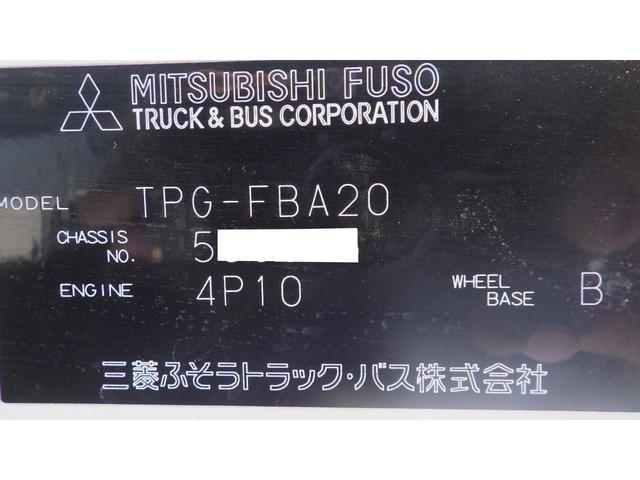 MITSUBISHI FUSO
TRUCK & BUS CORPORATION
MODEL TPG-FBA20
CHASSIS NO. 5
ENGINE 4P10 WHEEL BASE B
三菱ふそうトラック・バス株式会社